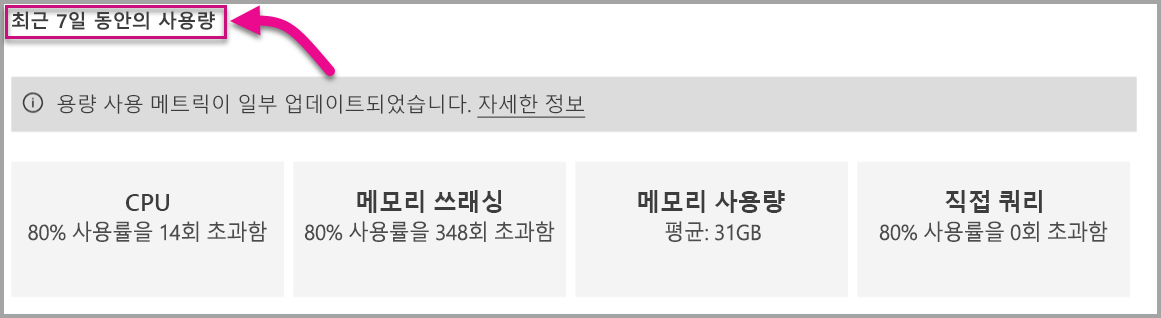 최근 7일 동안의 사용량
용량 사용 메트릭이 일부 업데이트되었습니다. 자세한 정보
CPU
80% 사용률을 14회 초과함
메모리 쓰래싱
80% 사용률을 348회 초과함
메모리 사용량
평균: 31GB
직접 쿼리
80% 사용률을 0회 초과함